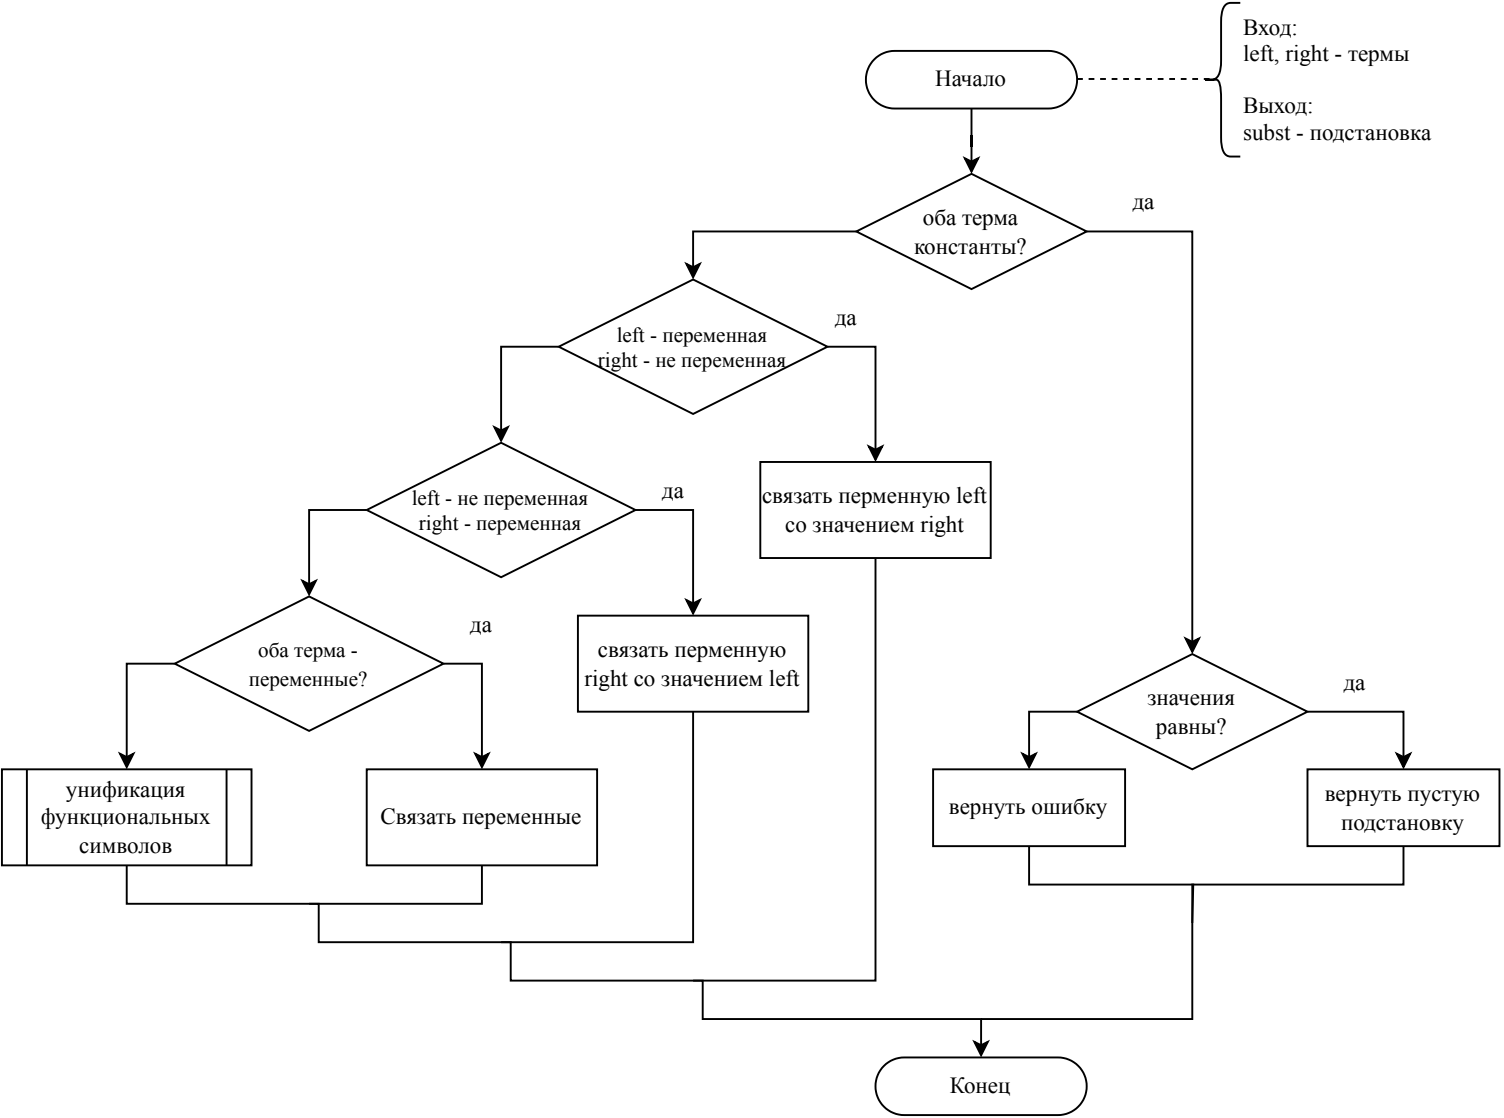 Вход:
left, right - термы
Начало
Выход:
subst - подстановка
да
оба терма
константы?
да
left - переменная
right - не переменная
да
left - не переменная
right - переменная
связать перменную left
со значением right
да
оба терма -
переменные?
связать перменную
right со значением left
да
значения
равны?
унификация
функциональных
символов
Связать переменные
вернуть ошибку
вернуть пустую
подстановку
Конец